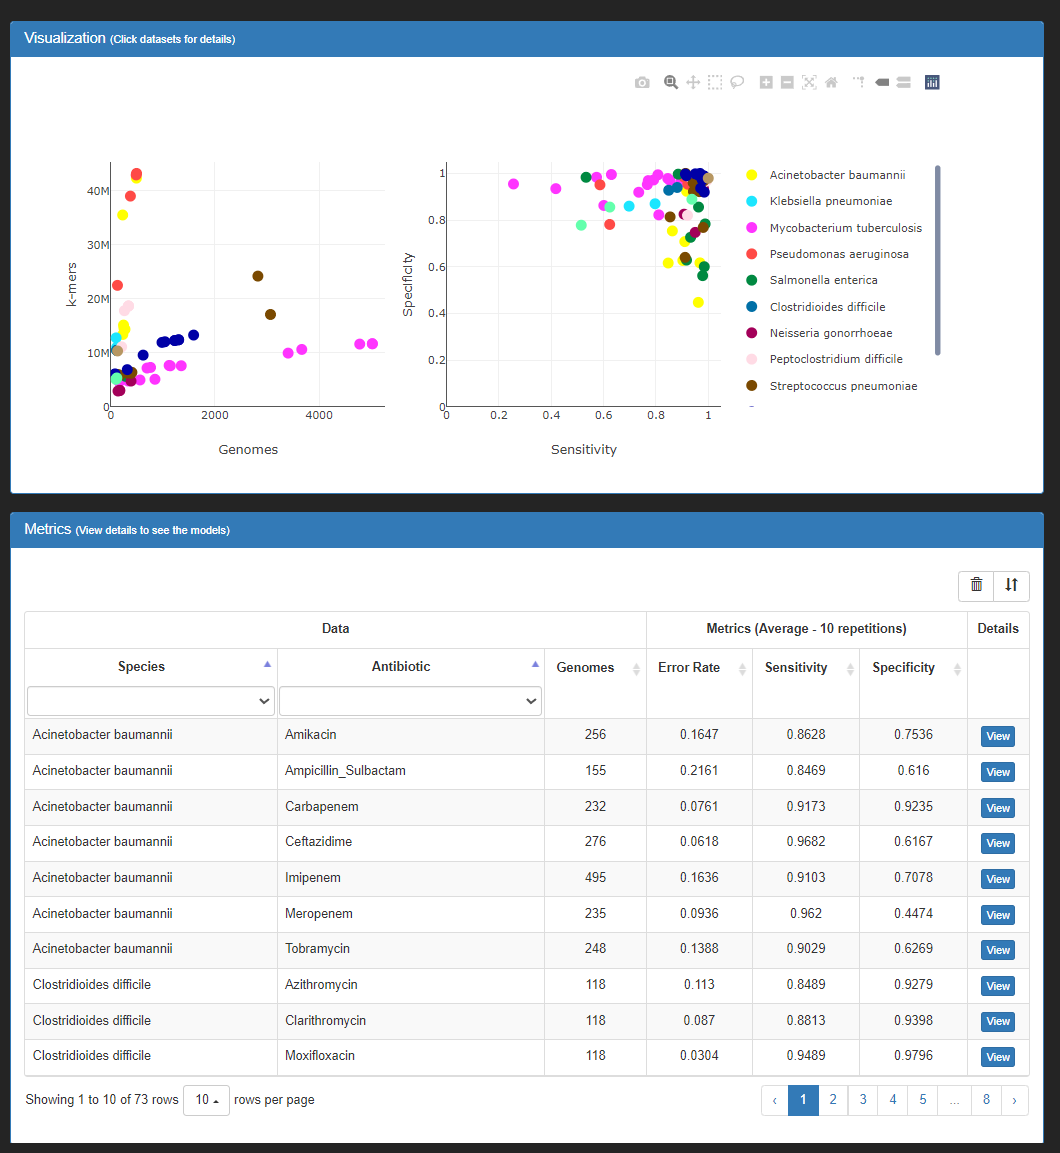 Visualization (Click datasets for details)
40M
30M
20M
10M
0
k-mers
0
2000
4000
Genomes
1
0.8
0.6
0.4
0.2
0
Specificity
0
0.2
0.4
0.6
0.8
1
Sensitivity
Acinetobacter baumannii
Klebsiella pneumoniae
Mycobacterium tuberculosis
Pseudomonas aeruginosa
Salmonella enterica
Clostridioides difficile
Neisseria gonorrhoeae
Peptoclostridium difficile
Streptococcus pneumoniae
Metrics (View details to see the models)
Data Metrics (Average - 10 repetitions) Details
Species Antibiotic Genomes Error Rate Sensitivity Specificity
Acinetobacter baumannii Amikacin 256 0.1647 0.8628 0.7536 View
Acinetobacter baumannii Ampicillin_Sulbactam 155 0.2161 0.8469 0.616 View
Acinetobacter baumannii Carbapenem 232 0.0761 0.9173 0.9235 View
Acinetobacter baumannii Ceftazidime 276 0.0618 0.9682 0.6167 View
Acinetobacter baumannii Imipenem 495 0.1636 0.9103 0.7078 View
Acinetobacter baumannii Meropenem 235 0.0936 0.962 0.4474 View
Acinetobacter baumannii Tobramycin 248 0.1388 0.9029 0.6269 View
Clostridioides difficile Azithromycin 118 0.113 0.8489 0.9279 View
Clostridioides difficile Clarithromycin 118 0.087 0.8813 0.9398 View
Clostridioides difficile Moxifloxacin 118 0.0304 0.9489 0.9796 View
Showing 1 to 10 of 73 rows 10 rows per page ‹ 1 2 3 4 5 ... 8 ›